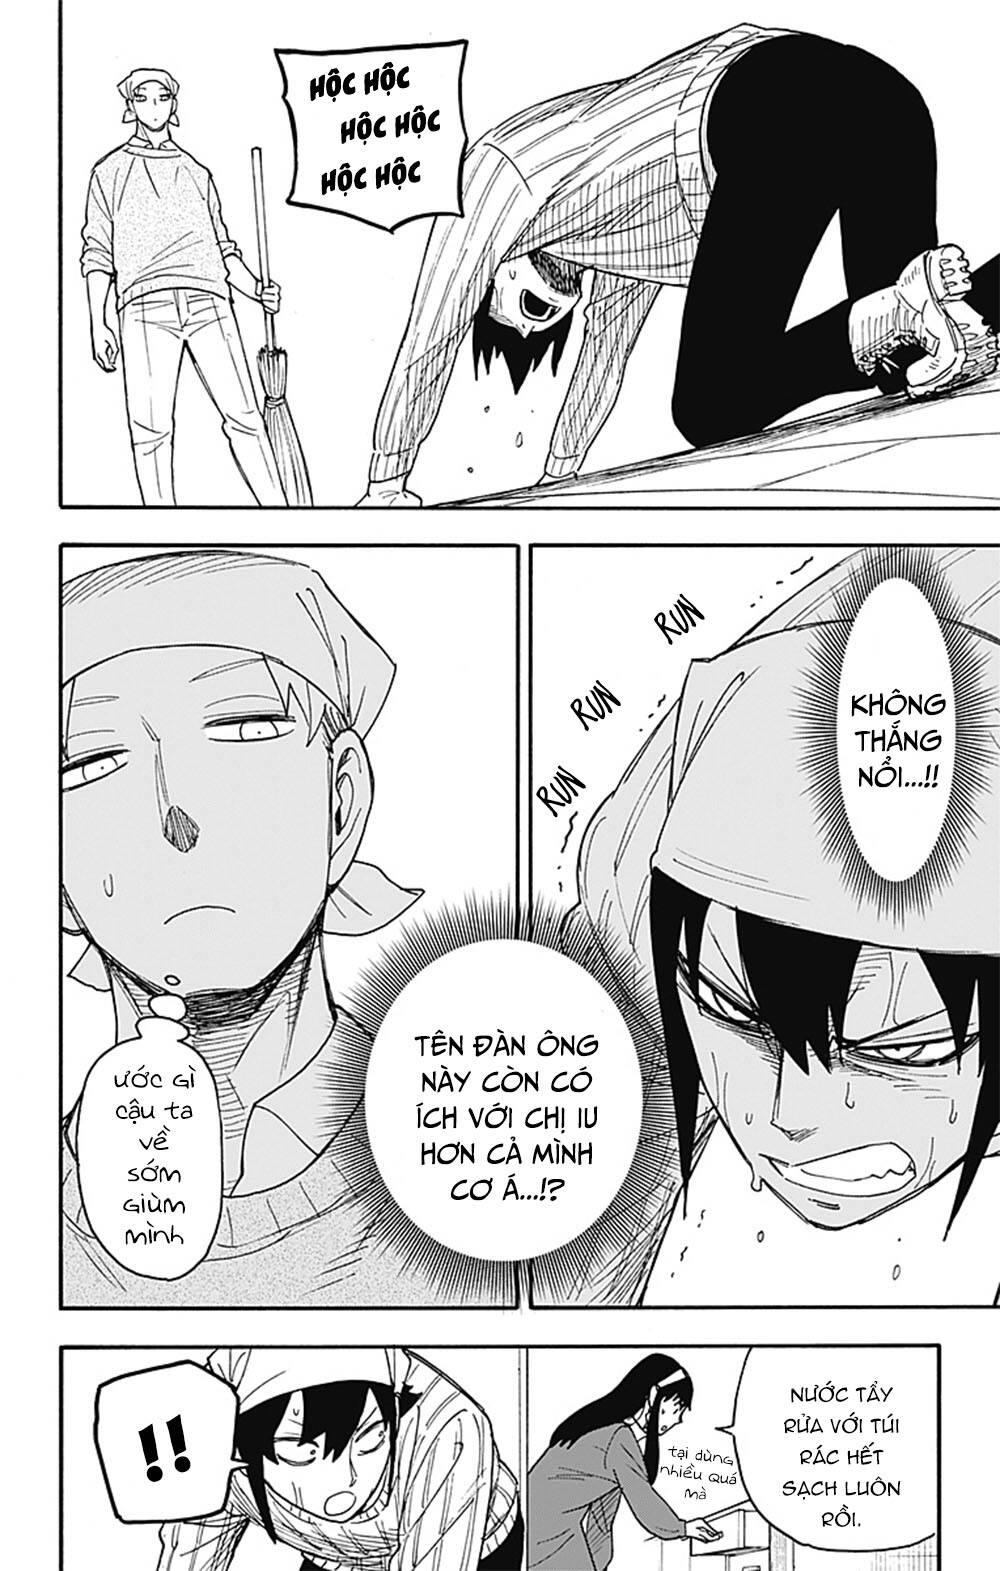 HỘC HỘC
HỘC HỘC
HỘC HỘC
KHÔNG
THẮNG
NỔI...!!
RUN
RUN
RUN
TÊN ĐÀN ÔNG
NÀY CÒN CÓ
ÍCH VỚI CHỊ IU
HƠN CẢ MÌNH
CƠ Á...!?
ƯỚC GÌ
CẬU TA
VỀ
SỚM
GIÙM
MÌNH
NƯỚC TẨY
RỬA VỚI TÚI
RÁC HẾT
SẠCH LUÔN
RỒI.
tại dùng
nhiều quá
mà
!!